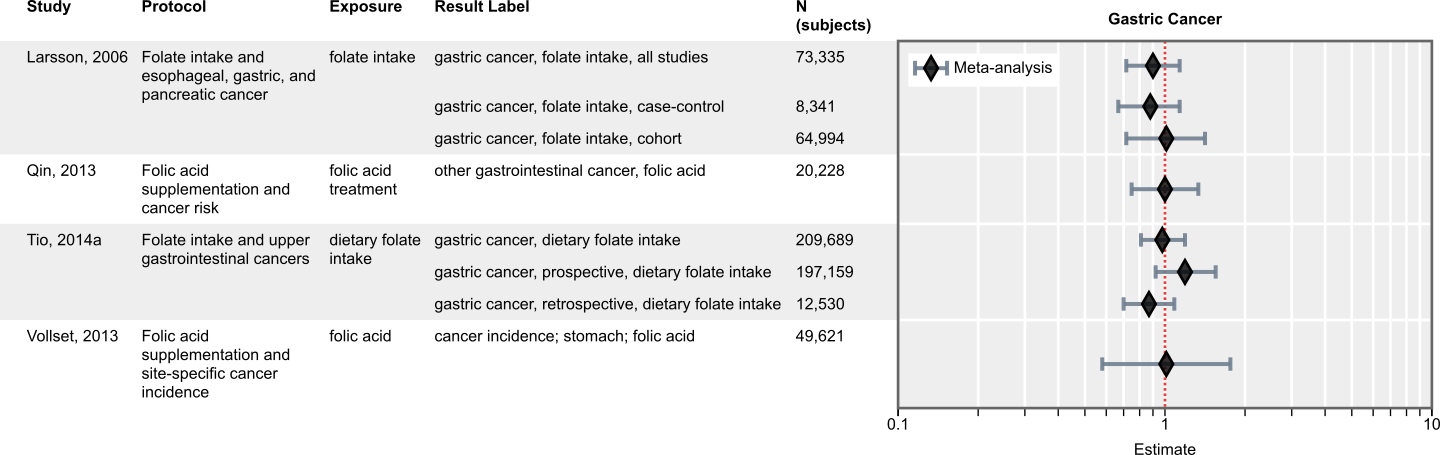 Study Protocol Exposure Result Label N (subjects)
Gastric Cancer
Larsson, 2006 Folate intake and esophageal, gastric, and pancreatic cancer folate intake gastric cancer, folate intake, all studies 73,335
gastric cancer, folate intake, case-control 8,341
gastric cancer, folate intake, cohort 64,994
Qin, 2013 Folic acid supplementation and cancer risk folic acid treatment other gastrointestinal cancer, folic acid 20,228
Tio, 2014a Folate intake and upper gastrointestinal cancers dietary folate intake gastric cancer, dietary folate intake 209,689
gastric cancer, prospective, dietary folate intake 197,159
gastric cancer, retrospective, dietary folate intake 12,530
Vollset, 2013 Folic acid supplementation and site-specific cancer incidence folic acid cancer incidence; stomach; folic acid 49,621
Meta-analysis
0.1 1 10
Estimate